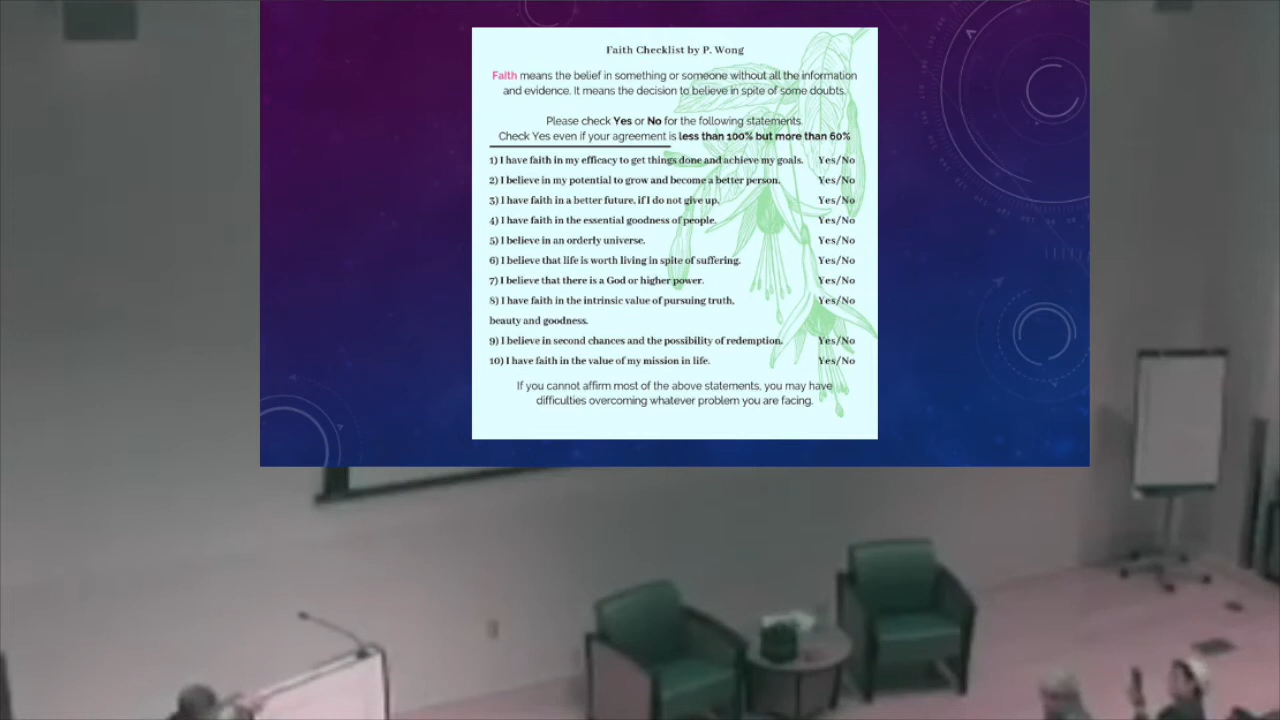 Faith Checklist by P. Wong
Faith means the belief in something or someone without all the information
and evidence. It means the decision to believe in spite of some doubts.
Please check Yes or No for the following statements.
Check Yes even if your agreement is less than 100% but more than 60%
1) I have faith in my efficacy to get things done and achieve my goals. Yes/No
2) I believe in my potential to grow and become a better person. Yes/No
3) I have faith in a better future, if I do not give up. Yes/No
4) I have faith in the essential goodness of people. Yes/No
5) I believe in an orderly universe. Yes/No
6) I believe that life is worth living in spite of suffering. Yes/No
7) I believe that there is a God or higher power. Yes/No
8) I have faith in the intrinsic value of pursuing truth, Yes/No
beauty and goodness.
9) I believe in second chances and the possibility of redemption. Yes/No
10) I have faith in the value of my mission in life. Yes/No
If you cannot affirm most of the above statements, you may have
difficulties overcoming whatever problem you are facing.